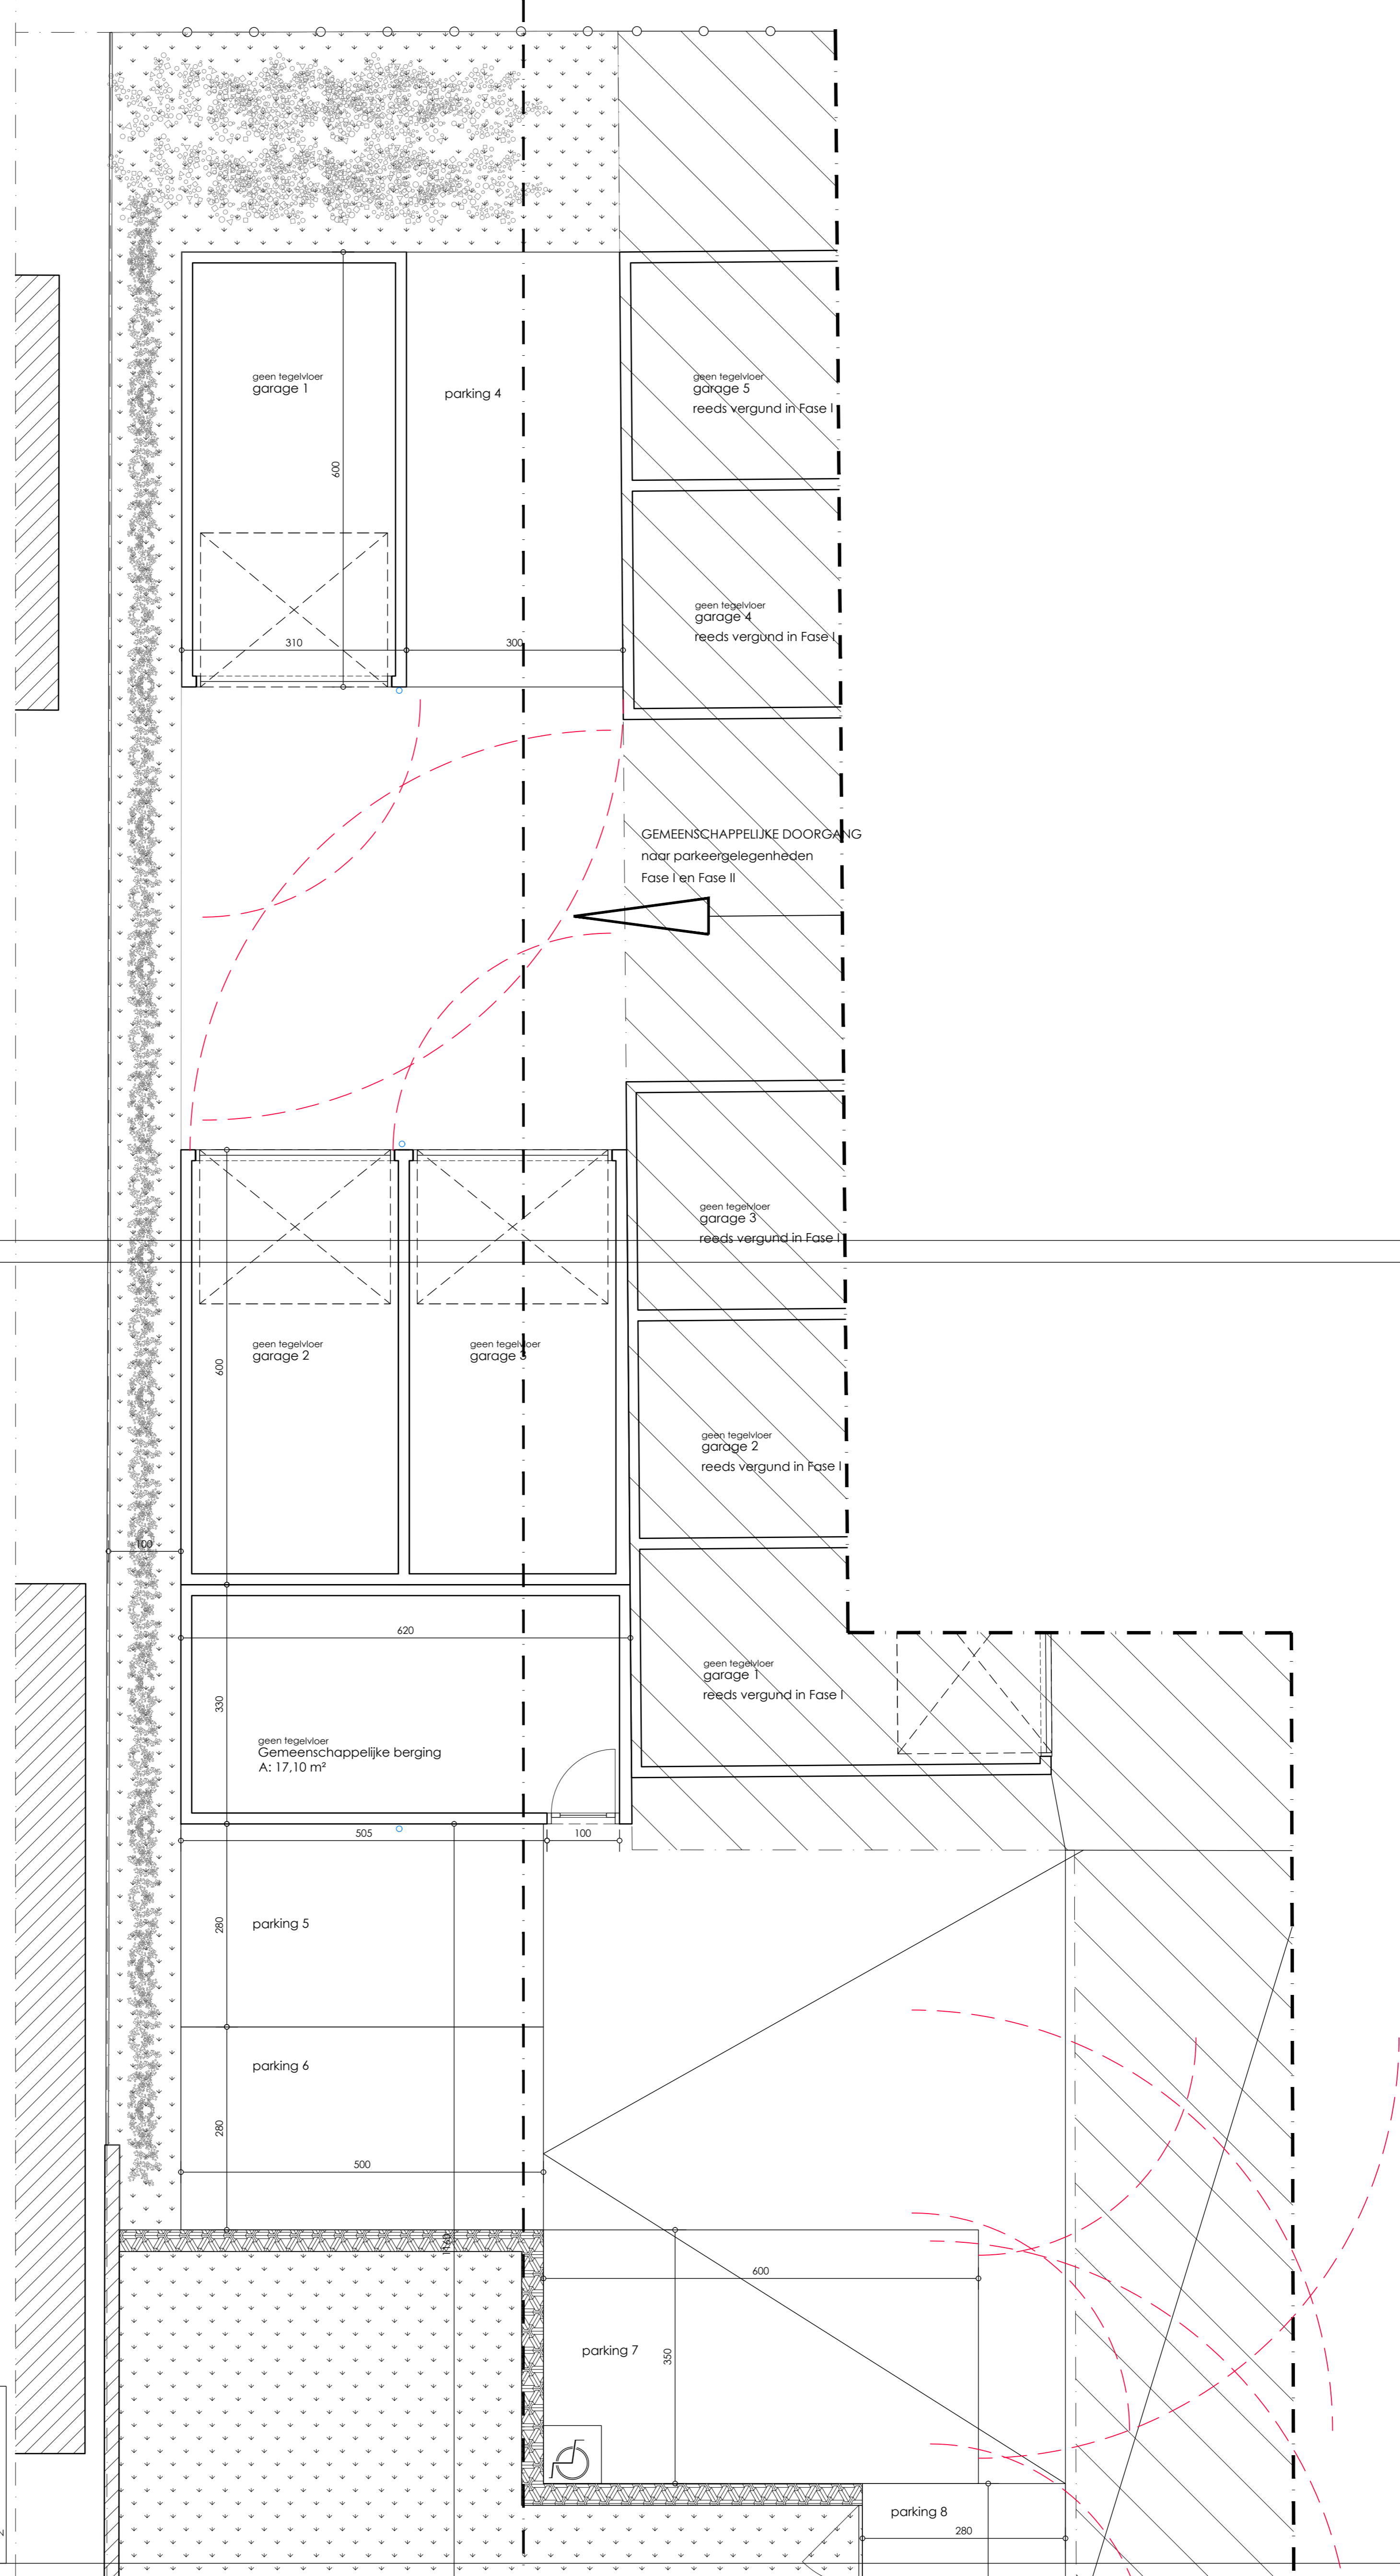 geen tegelvloer
garage 1
parking 4
geen tegelvloer
garage 5
reeds vergund in Fase I
600
geen tegelvloer
garage 4
reeds vergund in Fase I
310
300
GEMEENSCHAPPELIJKE DOORGANG
naar parkeergelegenheden
Fase I en Fase II
geen tegelvloer
garage 3
reeds vergund in Fase I
geen tegelvloer
garage 2
geen tegelvloer
garage 3
600
geen tegelvloer
garage 2
reeds vergund in Fase I
100
620
geen tegelvloer
garage 1
reeds vergund in Fase I
330
geen tegelvloer
Gemeenschappelijke berging
A: 17,10 m²
505
100
parking 5
280
parking 6
280
500
1160
600
parking 7
350
parking 8
280
2